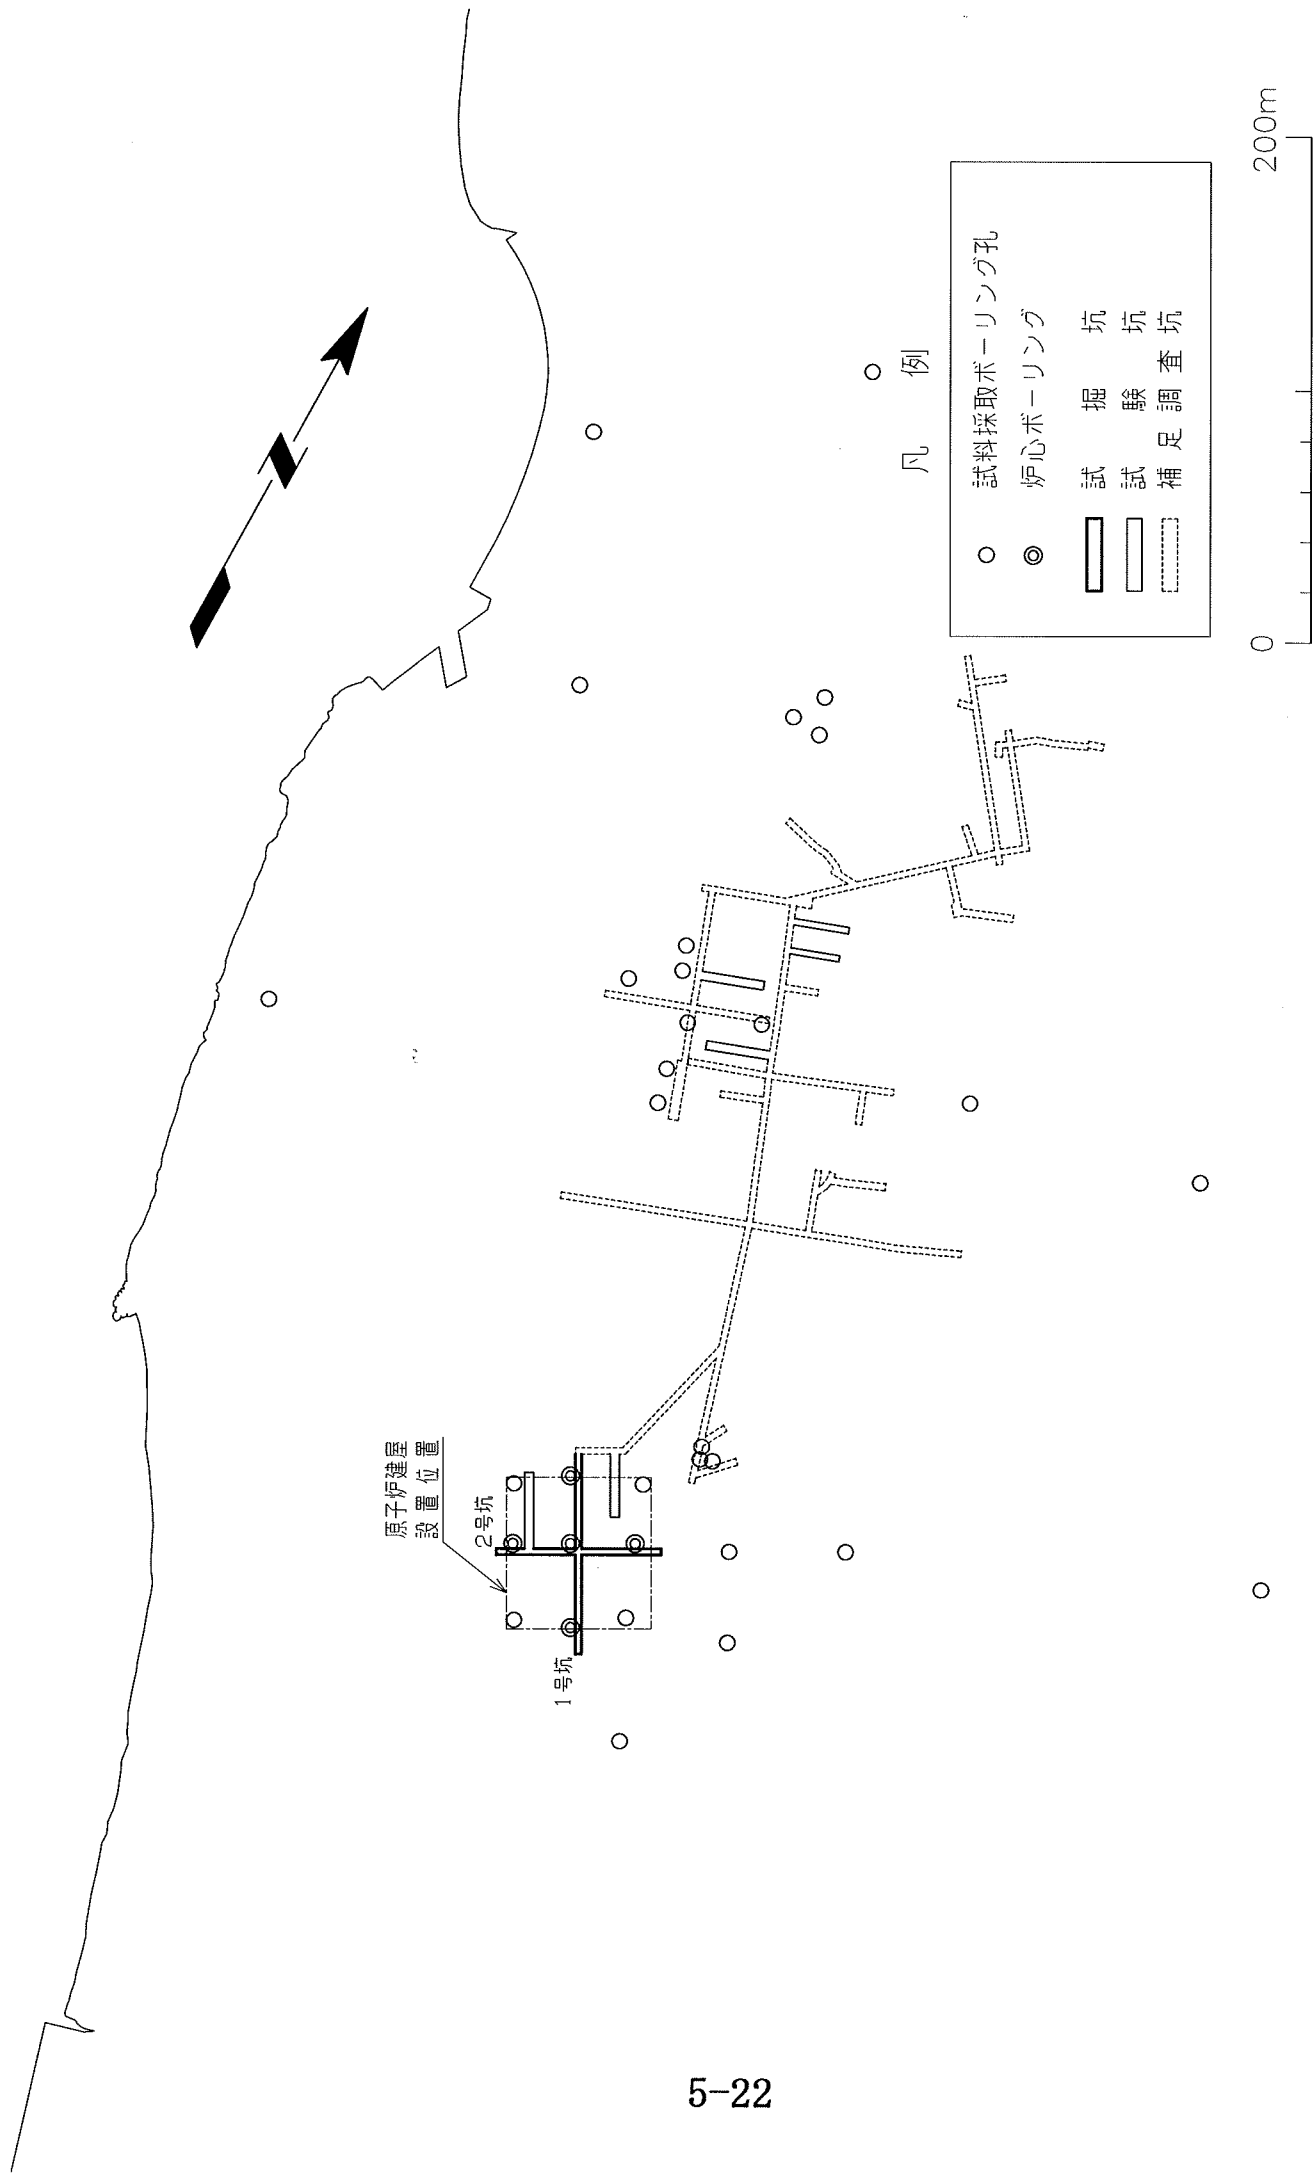 原子炉建屋
設置位置
2号坑
1号坑
凡例
試料採取ボーリング孔
炉心ボーリング
試掘坑
試験坑
補足調査坑
0 200m
5-22